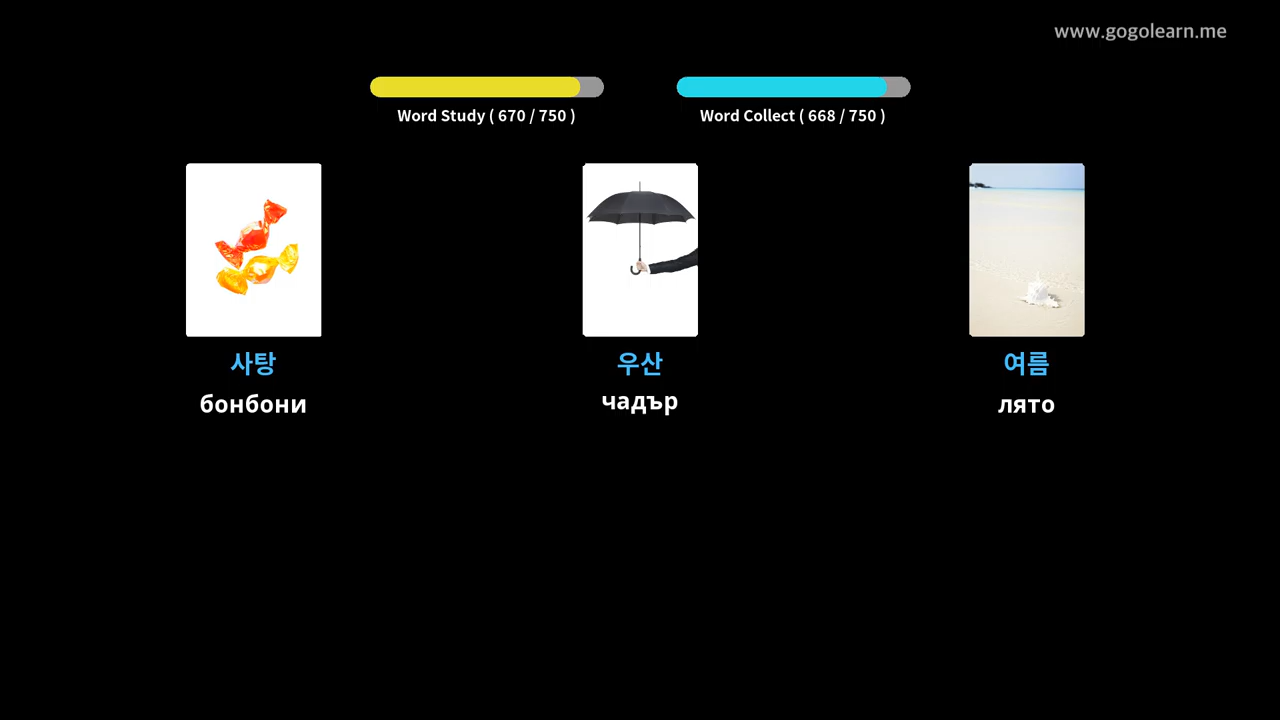 www.gogolearn.me
Word Study ( 670 / 750 )
Word Collect ( 668 / 750 )
사탕
우산
여름
бонбони
чадър
лято